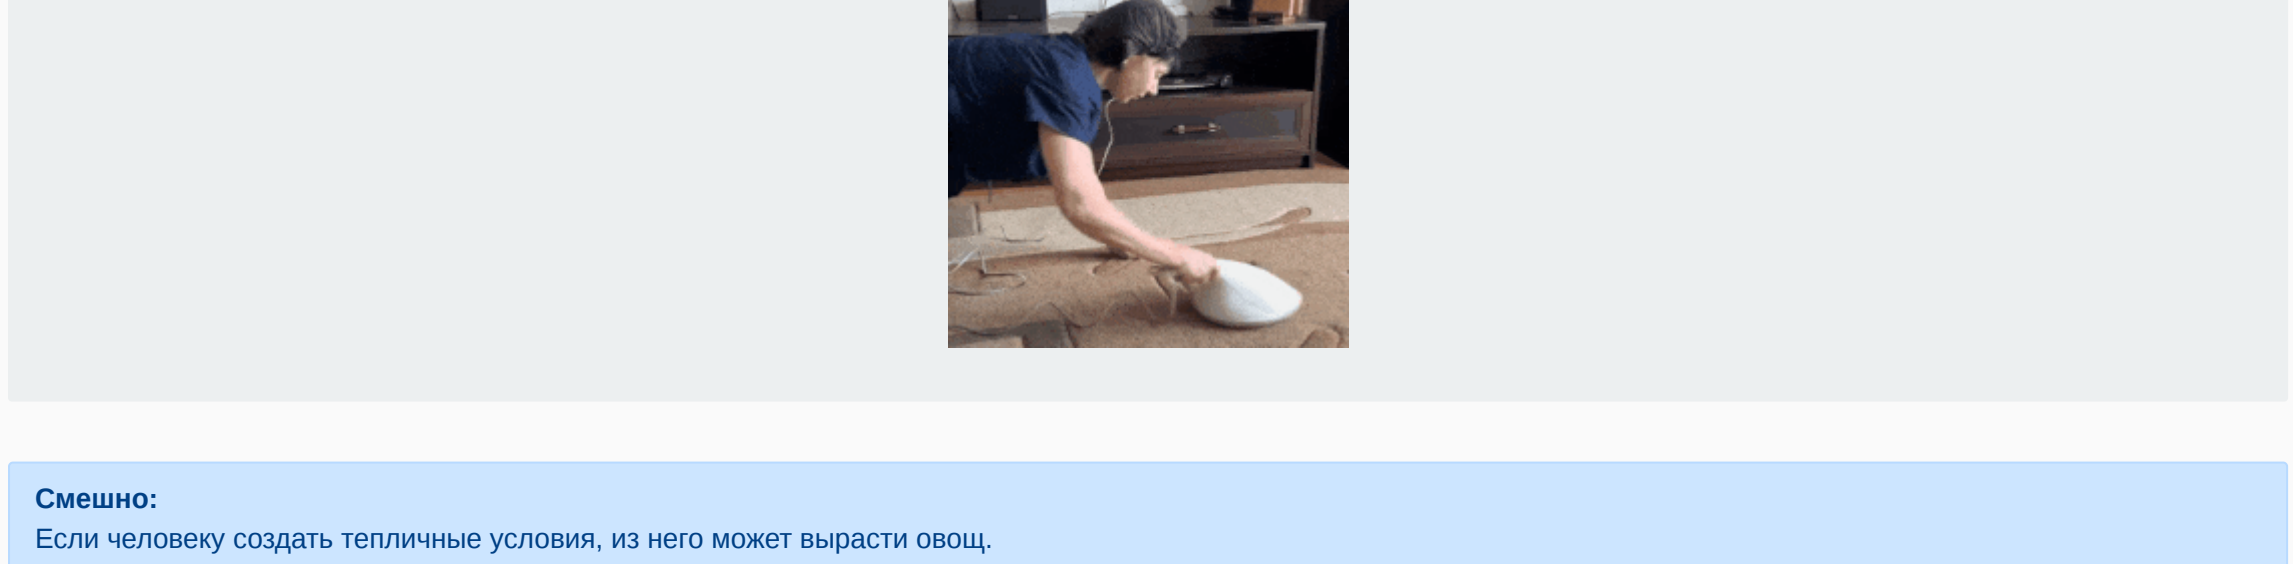 Смешно:
Если человеку создать тепличные условия, из него может вырасти овощ.